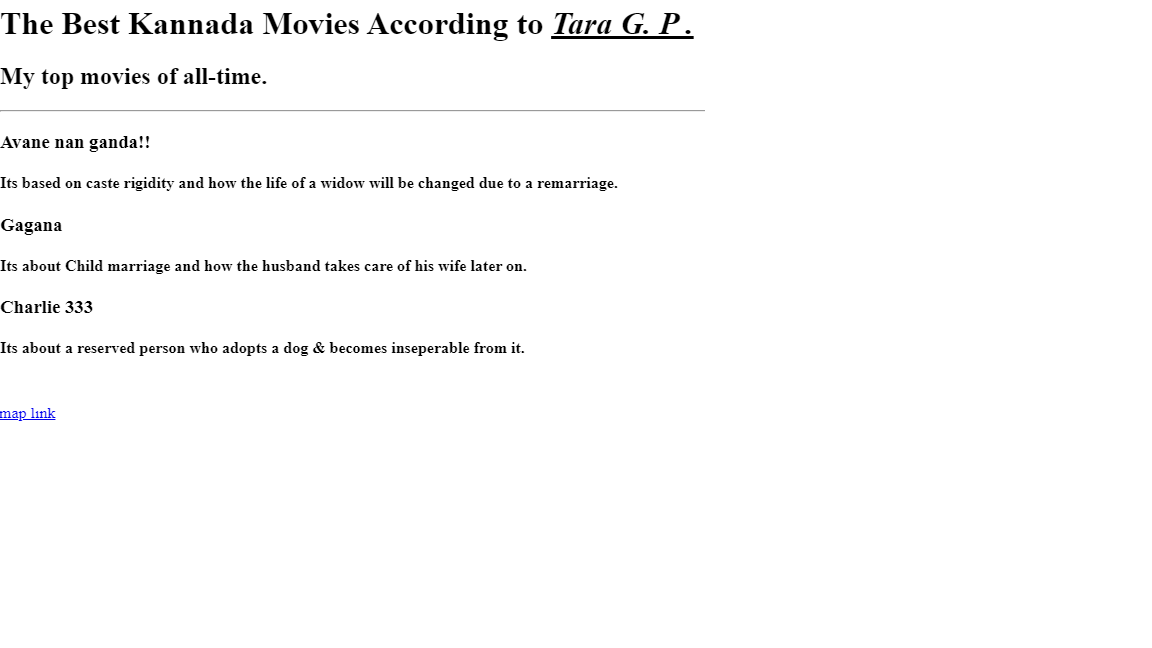 The Best Kannada Movies According to Tara G. P .
My top movies of all-time.
Avane nan ganda!!
Its based on caste rigidity and how the life of a widow will be changed due to a remarriage.
Gagana
Its about Child marriage and how the husband takes care of his wife later on.
Charlie 333
Its about a reserved person who adopts a dog & becomes inseperable from it.
map link